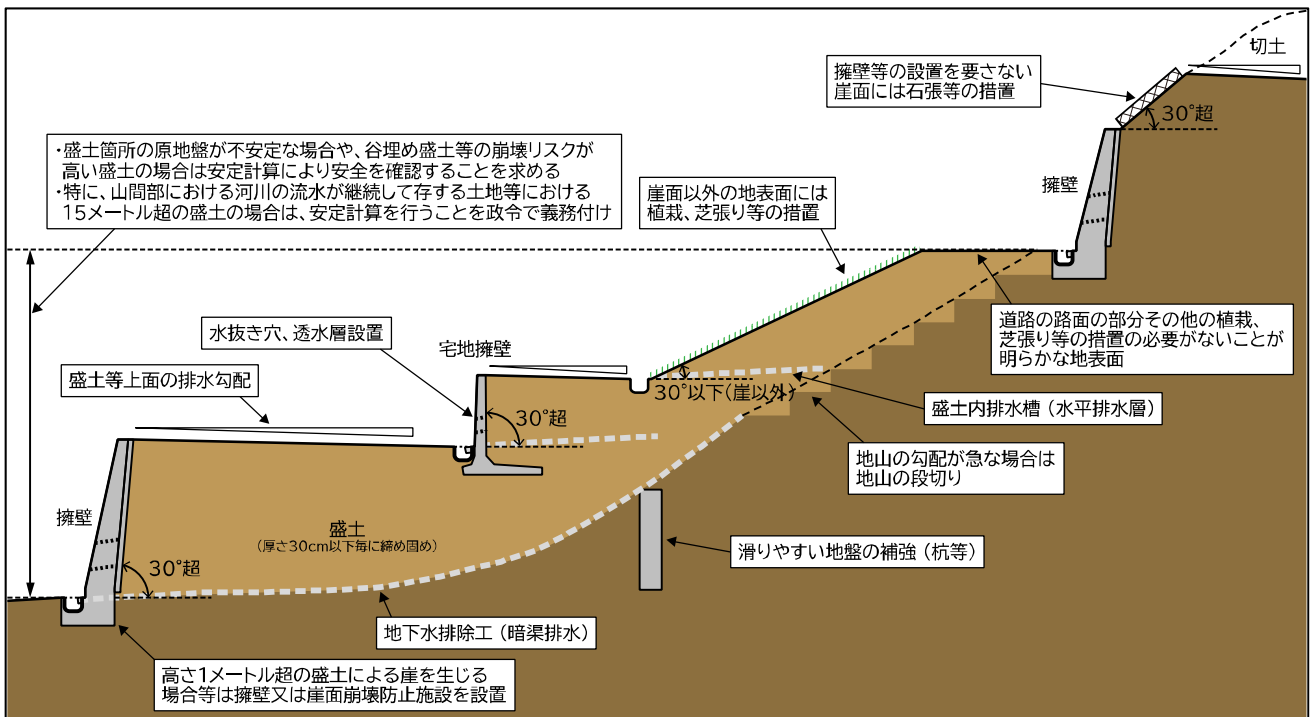 切土
擁壁等の設置を要さない
崖面には石張等の措置
30°超
・盛土箇所の原地盤が不安定な場合や、谷埋め盛土等の崩壊リスクが
高い盛土の場合は安定計算により安全を確認することを求める
・特に、山間部における河川の流水が継続して存する土地等における
15メートル超の盛土の場合は、安定計算を行うことを政令で義務付け
崖面以外の地表面には
植栽、芝張り等の措置
擁壁
水抜き穴、透水層設置
宅地擁壁
道路の路面の部分その他の植栽、
芝張り等の措置の必要がないことが
明らかな地表面
盛土等上面の排水勾配
30°以下(崖以外)
30°超
盛土内排水槽（水平排水層）
地山の勾配が急な場合は
地山の段切り
擁壁
盛土
（厚さ30cm以下毎に締め固め）
滑りやすい地盤の補強（杭等）
30°超
地下水排除工（暗渠排水）
高さ1メートル超の盛土による崖を生じる
場合等は擁壁又は崖面崩壊防止施設を設置